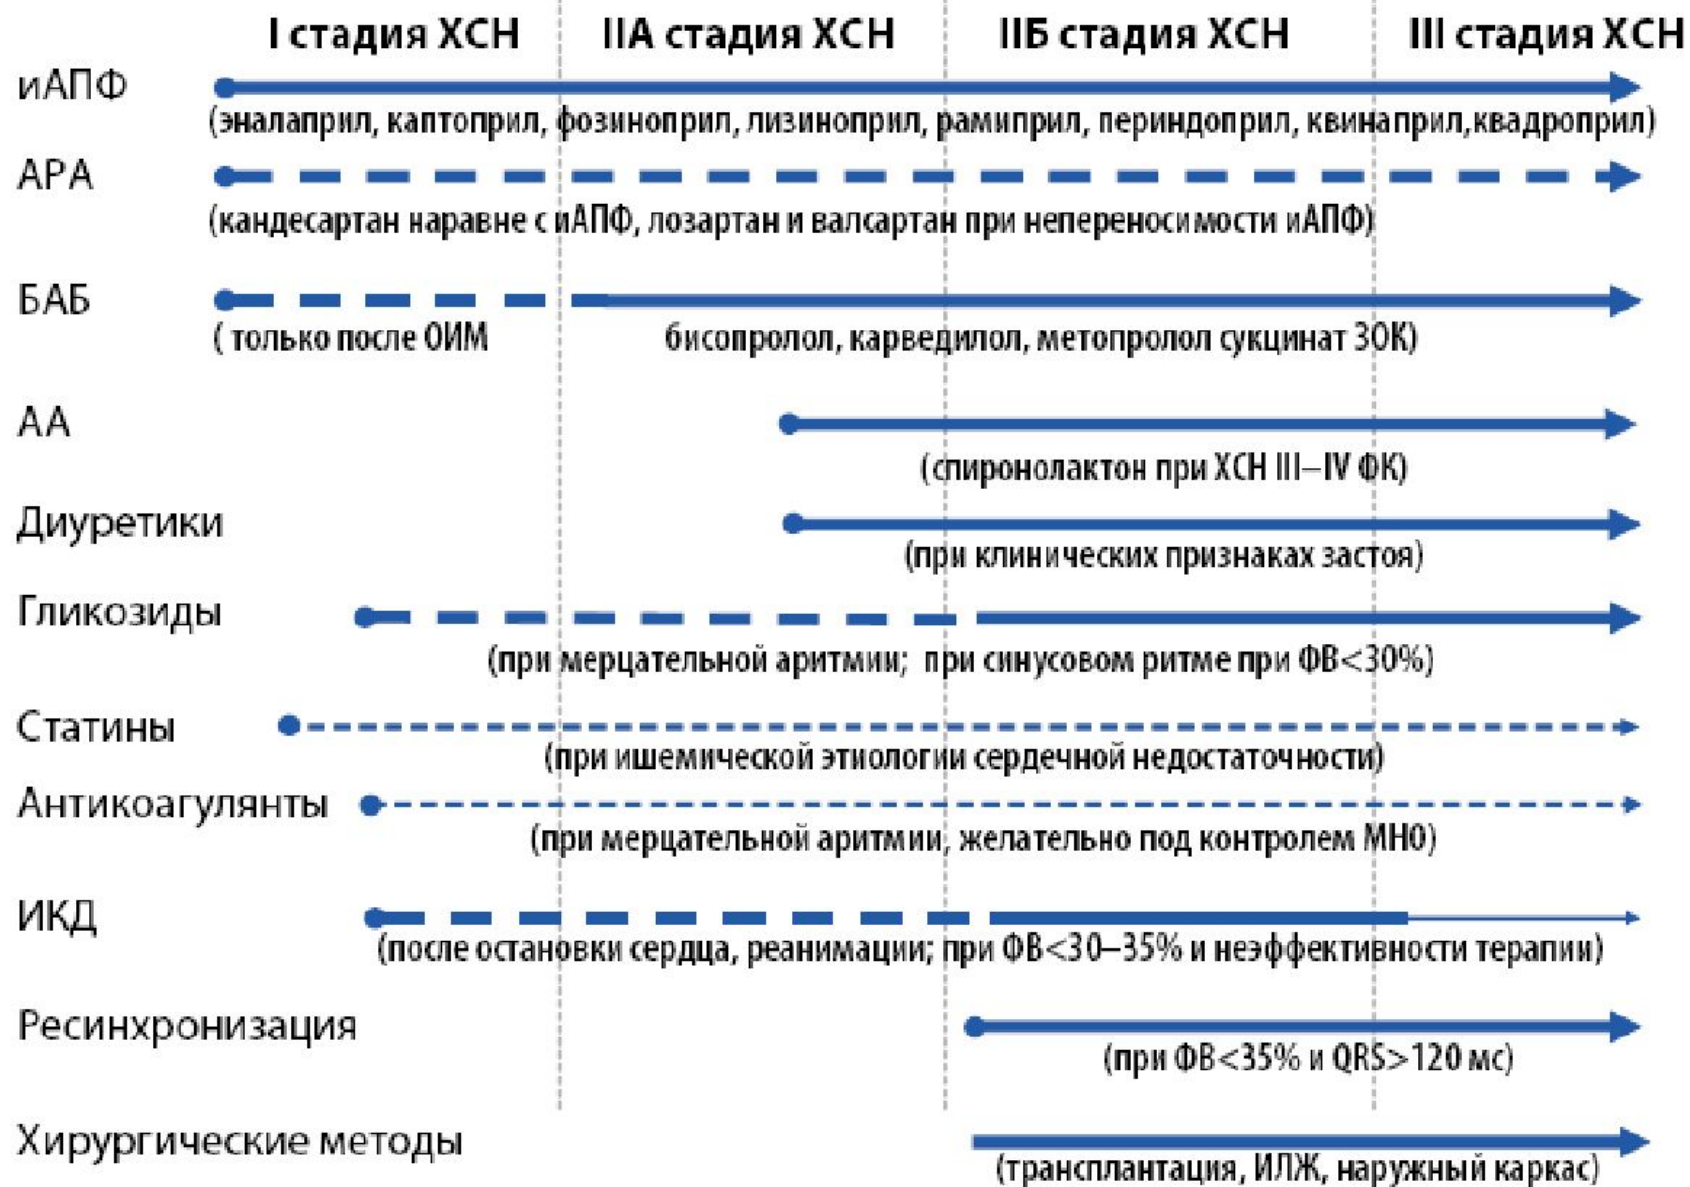 I стадия ХСН IIА стадия ХСН IIБ стадия ХСН III стадия ХСН
иАПФ
(эналаприл, каптоприл, фозиноприл, лизиноприл, рамиприл, периндоприл, квинаприл,квадроприл)
АРА
(кандесартан наравне с иАПФ, лозартан и валсартан при непереносимости иАПФ)
БАБ
( только после ОИМ бисопролол, карведилол, метопролол сукцинат ЗОК)
АА
(спиронолактон при ХСН III–IV ФК)
Диуретики
(при клинических признаках застоя)
Гликозиды
(при мерцательной аритмии; при синусовом ритме при ФВ<30%)
Статины
(при ишемической этиологии сердечной недостаточности)
Антикоагулянты
(при мерцательной аритмии, желательно под контролем МНО)
ИКД
(после остановки сердца, реанимации; при ФВ<30–35% и неэффективности терапии)
Ресинхронизация
(при ФВ<35% и QRS>120 мс)
Хирургические методы
(трансплантация, ИЛЖ, наружный каркас)